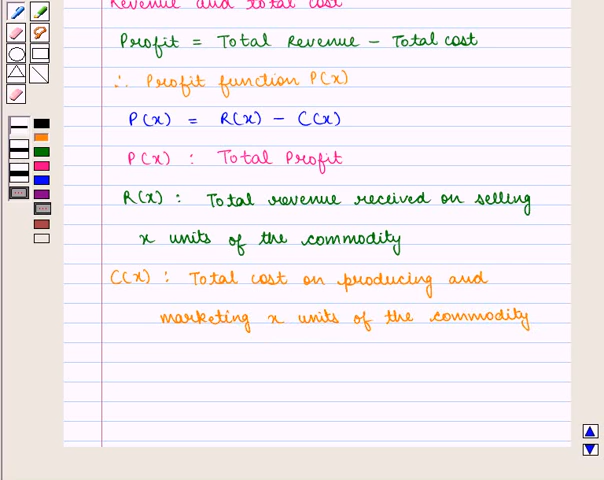 Revenue and total cost
Profit = Total Revenue - Total cost
∴ Profit function P(x)
P(x) = R(x) - C(x)
P(x) : Total Profit
R(x) : Total revenue received on selling
x units of the commodity
C(x) : Total cost on producing and
marketing x units of the commodity